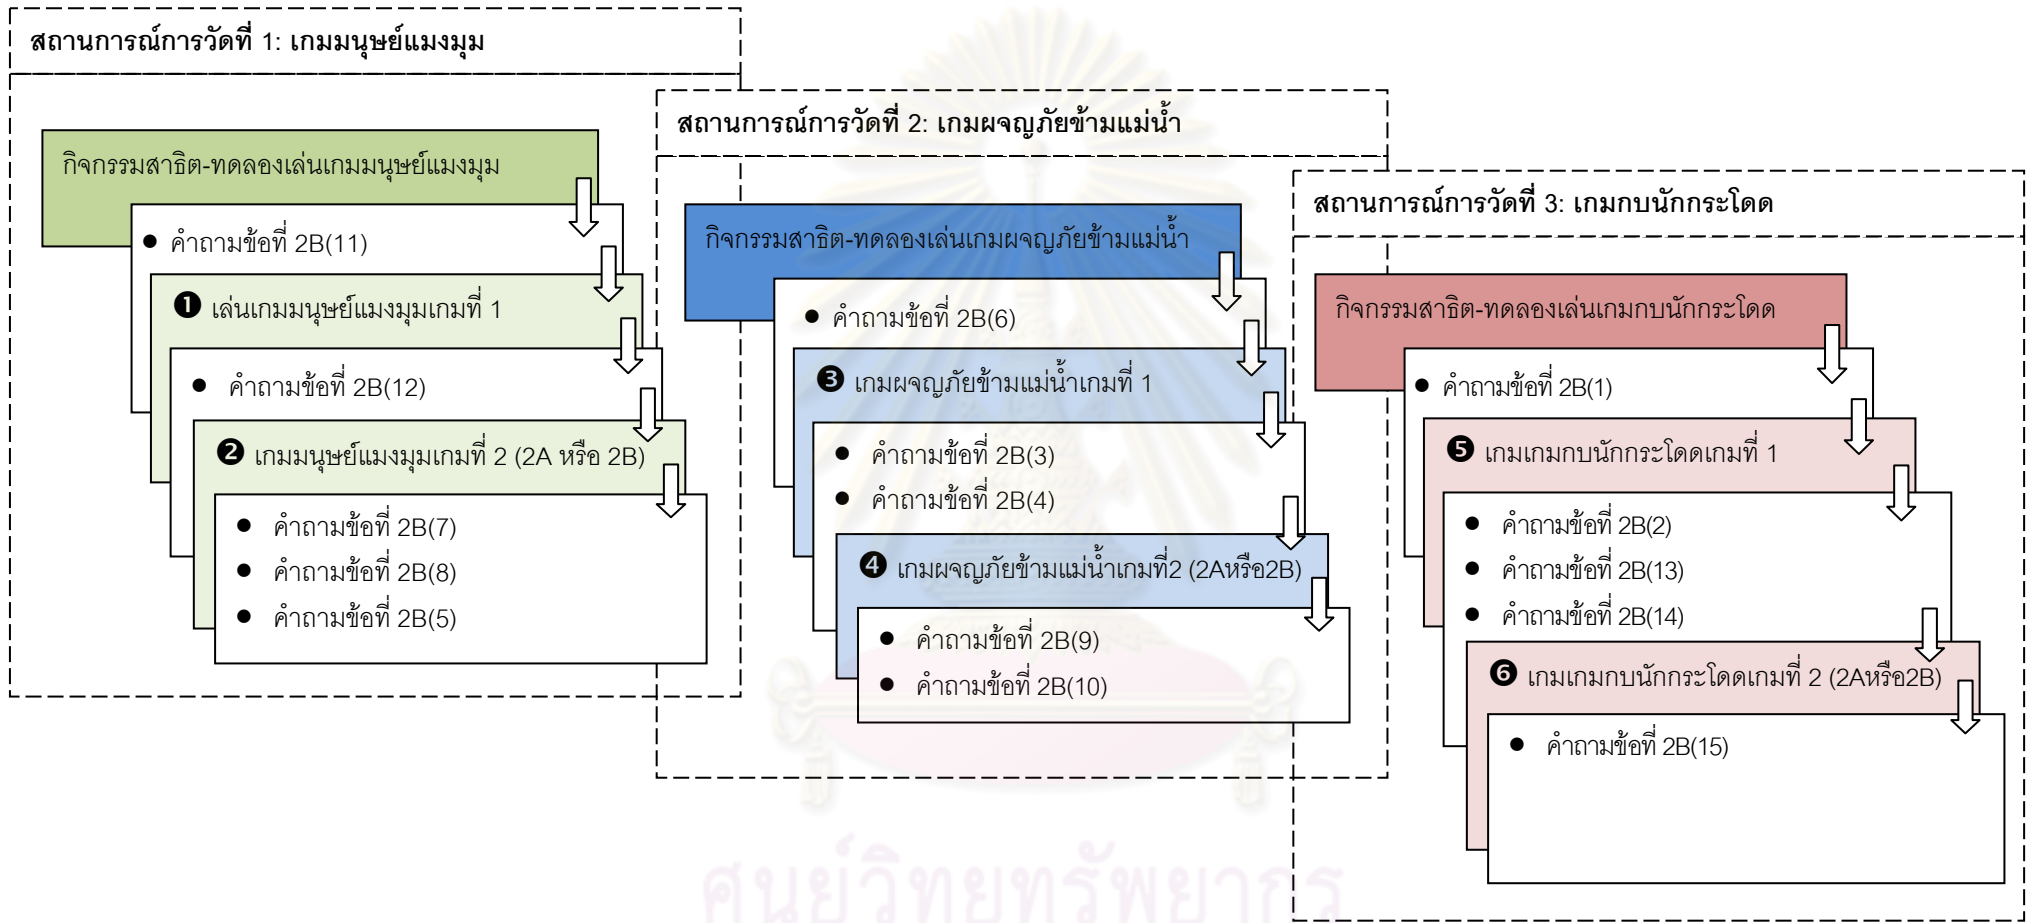 สถานการณ์การวัดที่ 1: เกมมนุษย์แมงมุม
กิจกรรมสาธิต-ทดลองเล่นเกมมนุษย์แมงมุม
● คำถามข้อที่ 2B(11)
❶ เล่นเกมมนุษย์แมงมุมเกมที่ 1
● คำถามข้อที่ 2B(12)
❷ เกมมนุษย์แมงมุมเกมที่ 2 (2A หรือ 2B)
● คำถามข้อที่ 2B(7)
● คำถามข้อที่ 2B(8)
● คำถามข้อที่ 2B(5)
สถานการณ์การวัดที่ 2: เกมผจญภัยข้ามแม่น้ำ
กิจกรรมสาธิต-ทดลองเล่นเกมผจญภัยข้ามแม่น้ำ
● คำถามข้อที่ 2B(6)
❸ เกมผจญภัยข้ามแม่น้ำเกมที่ 1
● คำถามข้อที่ 2B(3)
● คำถามข้อที่ 2B(4)
❹ เกมผจญภัยข้ามแม่น้ำเกมที่2 (2Aหรือ2B)
● คำถามข้อที่ 2B(9)
● คำถามข้อที่ 2B(10)
สถานการณ์การวัดที่ 3: เกมกบนักกระโดด
กิจกรรมสาธิต-ทดลองเล่นเกมกบนักกระโดด
● คำถามข้อที่ 2B(1)
❺ เกมเกมกบนักกระโดดเกมที่ 1
● คำถามข้อที่ 2B(2)
● คำถามข้อที่ 2B(13)
● คำถามข้อที่ 2B(14)
❻ เกมเกมกบนักกระโดดเกมที่ 2 (2Aหรือ2B)
● คำถามข้อที่ 2B(15)
ศูนย์วิทยทรัพยากร